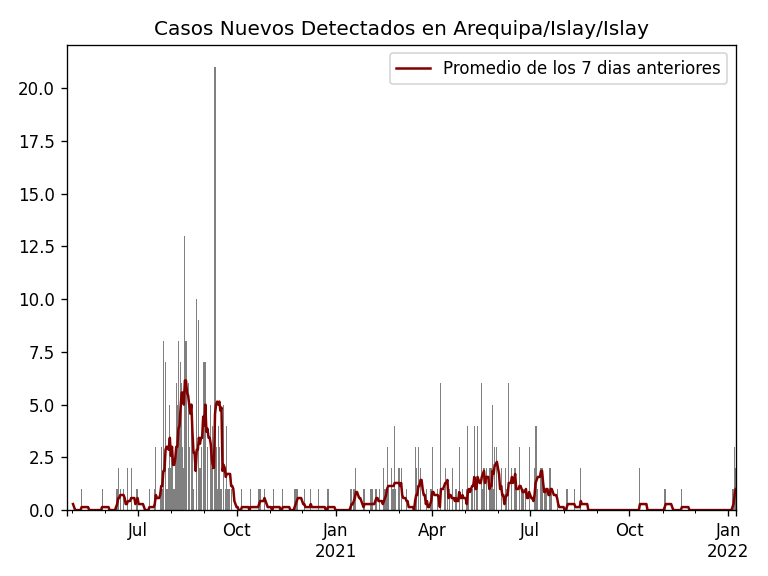 Casos Nuevos Detectados en Arequipa/Islay/Islay
Promedio de los 7 dias anteriores
20.0
17.5
15.0
12.5
10.0
7.5
5.0
2.5
0.0
Jul
Oct
Jan
2021
Apr
Jul
Oct
Jan
2022